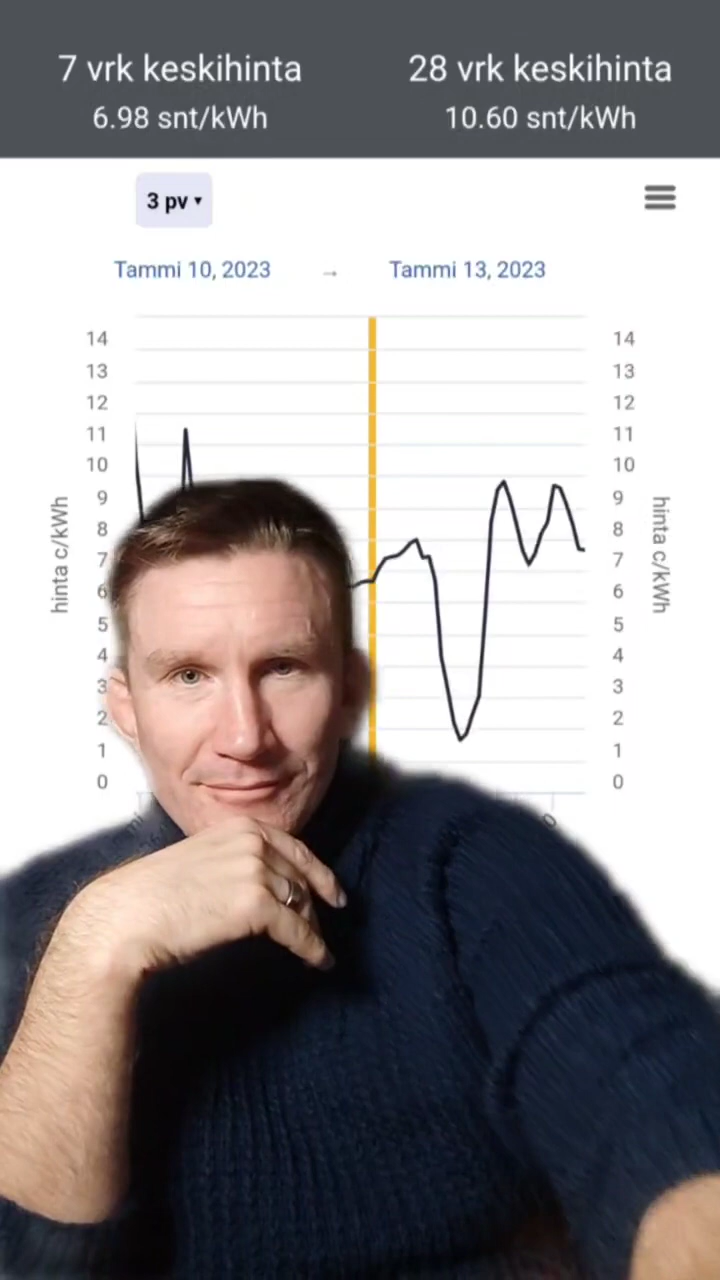 7 vrk keskihinta
28 vrk keskihinta
6.98 snt/kWh
10.60 snt/kWh
3 pv ▾
Tammi 10, 2023 → Tammi 13, 2023
14 14
13 13
12 12
11 11
10 10
9 9
8 8
7 7
6 6
5 5
4 4
3 3
2 2
1 1
0 0
hinta c/kWh
hinta c/kWh